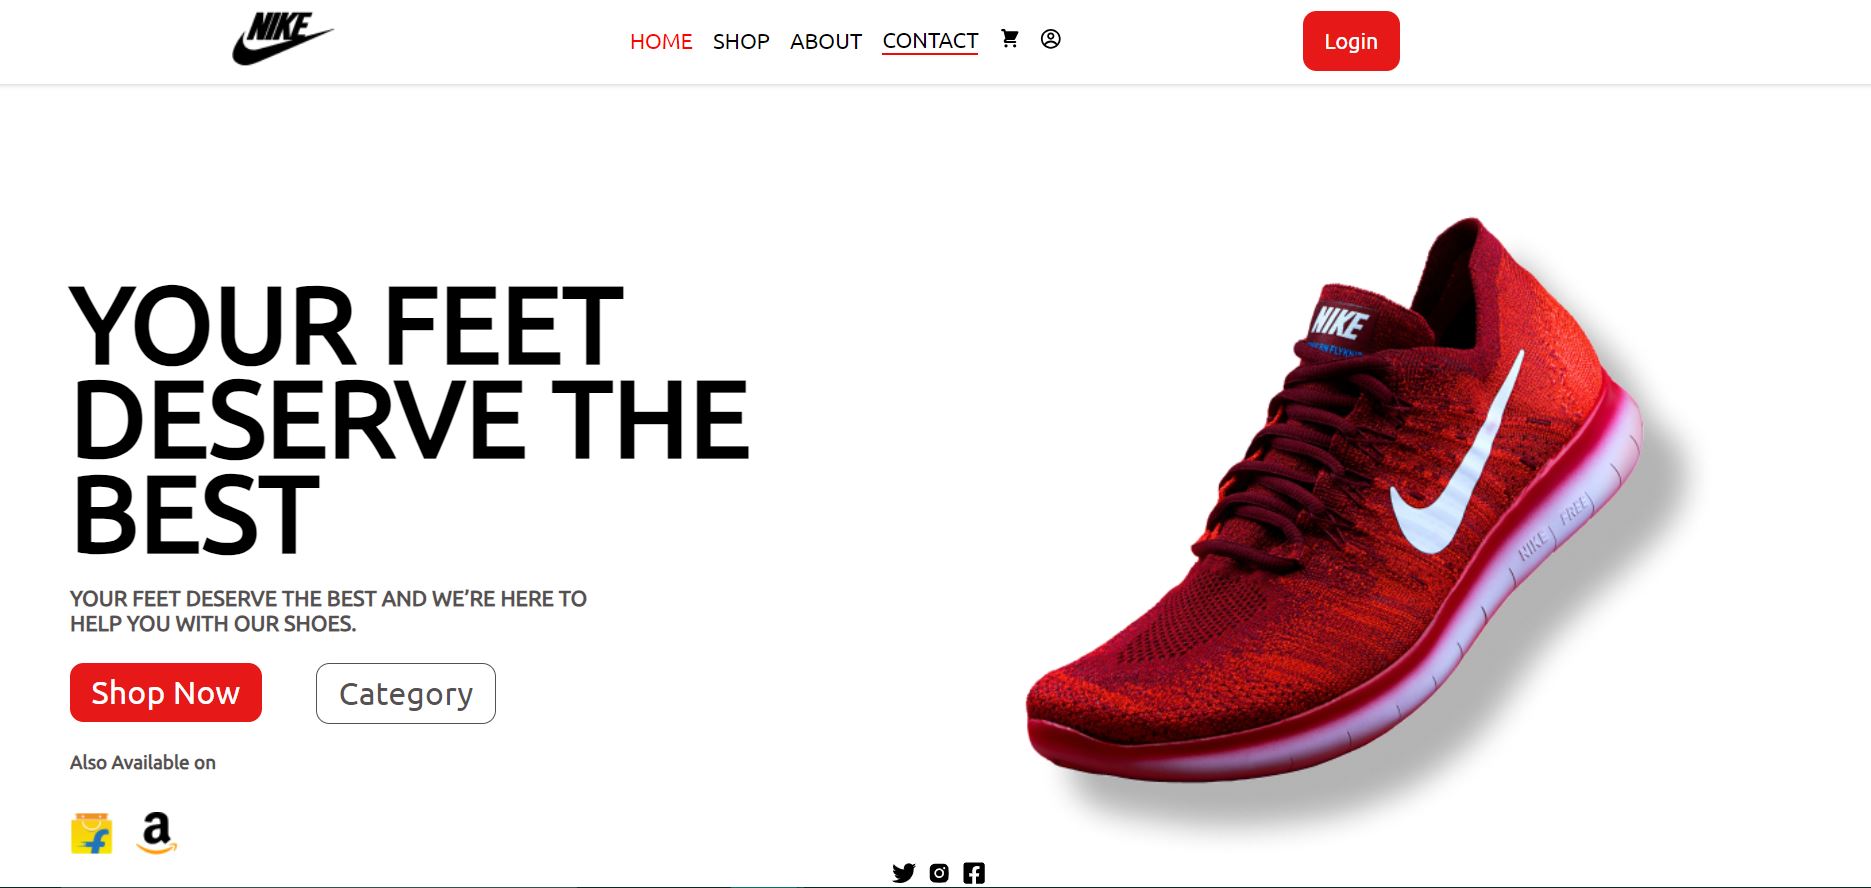 NIKE
HOME SHOP ABOUT CONTACT
Login
YOUR FEET
DESERVE THE
BEST
YOUR FEET DESERVE THE BEST AND WE’RE HERE TO
HELP YOU WITH OUR SHOES.
Shop Now Category
Also Available on
NIKE
NIKE FREE